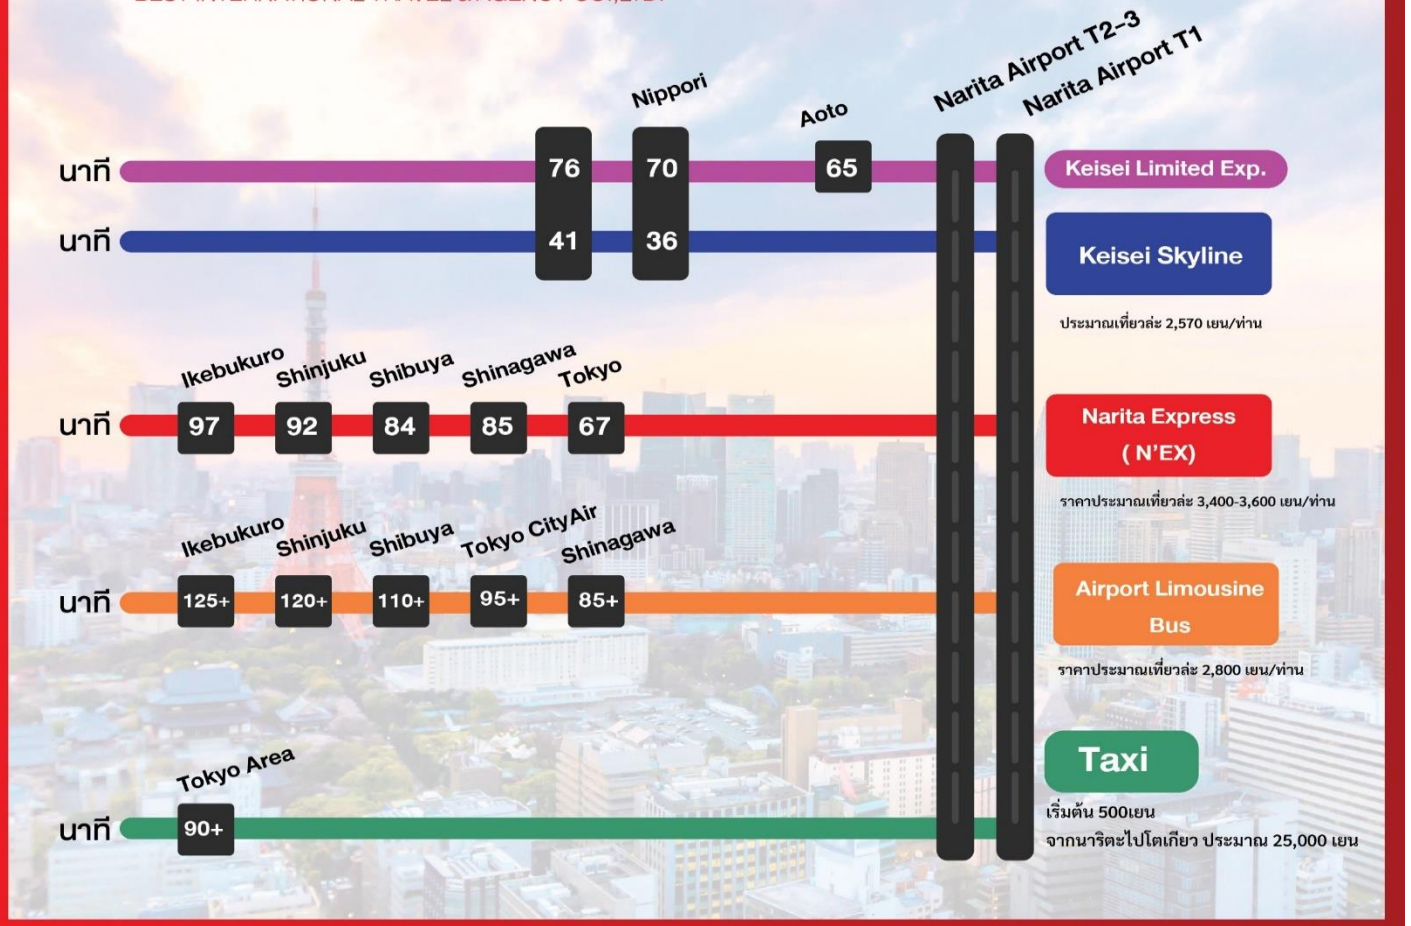 Narita Airport T2-3
Narita Airport T1
Nippori
Aoto
นาที 76 70 65 Keisei Limited Exp.
นาที 41 36 Keisei Skyline
ประมาณเที่ยวล่ะ 2,570 เยน/ท่าน
Ikebukuro Shinjuku Shibuya Shinagawa Tokyo
นาที 97 92 84 85 67
Narita Express
( N'EX)
ราคาประมาณเที่ยวล่ะ 3,400-3,600 เยน/ท่าน
Ikebukuro Shinjuku Shibuya Tokyo CityAir Shinagawa
นาที 125+ 120+ 110+ 95+ 85+
Airport Limousine
Bus
ราคาประมาณเที่ยวล่ะ 2,800 เยน/ท่าน
Tokyo Area
Taxi
นาที 90+
เริ่มต้น 500เยน
จากนาริตะไปโตเกียว ประมาณ 25,000 เยน